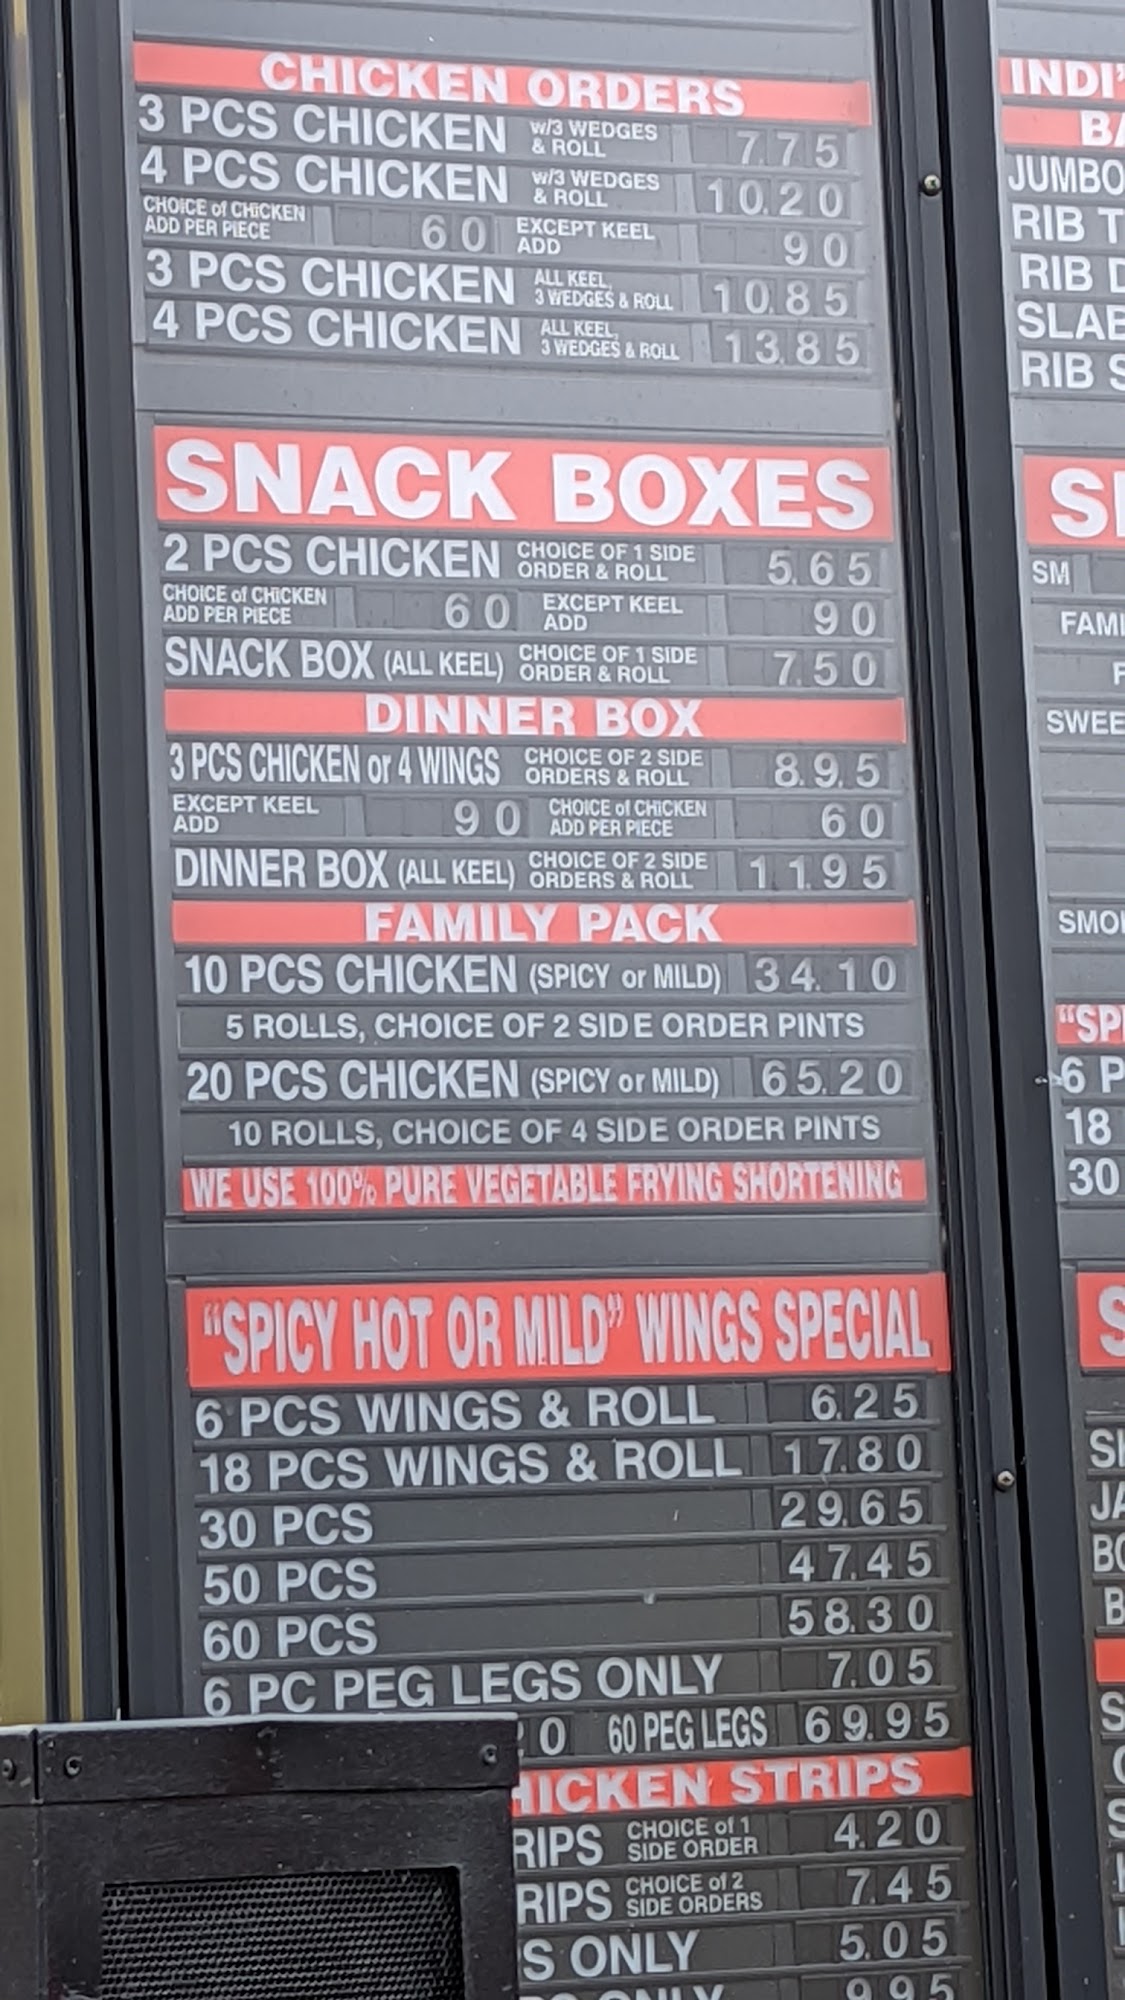 CHICKEN ORDERS
3 PCS CHICKEN w/3 WEDGES & ROLL 7.75
4 PCS CHICKEN w/3 WEDGES & ROLL 10.20
CHOICE of CHICKEN ADD PER PIECE 60 EXCEPT KEEL ADD 90
3 PCS CHICKEN ALL KEEL, 3 WEDGES & ROLL 10.85
4 PCS CHICKEN ALL KEEL, 3 WEDGES & ROLL 13.85
SNACK BOXES
2 PCS CHICKEN CHOICE OF 1 SIDE ORDER & ROLL 5.65
CHOICE of CHICKEN ADD PER PIECE 60 EXCEPT KEEL ADD 90
SNACK BOX (ALL KEEL) CHOICE OF 1 SIDE ORDER & ROLL 7.50
DINNER BOX
3 PCS CHICKEN or 4 WINGS CHOICE OF 2 SIDE ORDERS & ROLL 8.9.5
EXCEPT KEEL ADD 90 CHOICE of CHICKEN ADD PER PIECE 60
DINNER BOX (ALL KEEL) CHOICE OF 2 SIDE ORDERS & ROLL 11.95
FAMILY PACK
10 PCS CHICKEN (SPICY or MILD) 34.10
5 ROLLS, CHOICE OF 2 SIDE ORDER PINTS
20 PCS CHICKEN (SPICY or MILD) 65.20
10 ROLLS, CHOICE OF 4 SIDE ORDER PINTS
WE USE 100% PURE VEGETABLE FRYING SHORTENING
"SPICY HOT OR MILD" WINGS SPECIAL
6 PCS WINGS & ROLL 6.25
18 PCS WINGS & ROLL 17.80
30 PCS 29.65
50 PCS 47.45
60 PCS 58.30
6 PC PEG LEGS ONLY 7.05
0 60 PEG LEGS 69.95
HICKEN STRIPS
RIPS CHOICE of 1 SIDE ORDER 4.20
RIPS CHOICE of 2 SIDE ORDERS 7.45
S ONLY 5.05
ONLY 9.95
INDI'
BA
JUMBO
RIB T
RIB D
SLAB
RIB S
SM
FAMI
SWEE
SMO
"SP
6 P
18
30